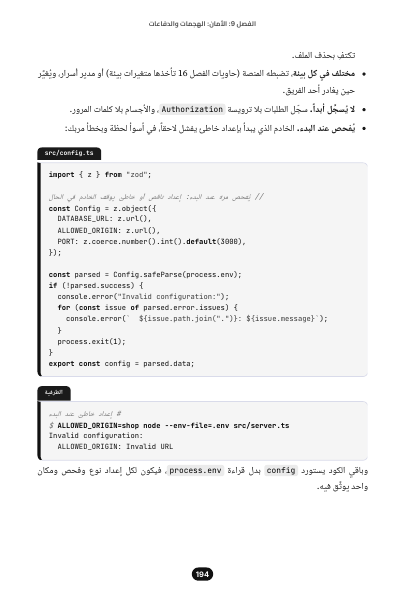 الفصل 9: الأمان: الهجمات والدفاعات
تكتفِ بحذف الملف.
• مختلف في كل بيئة، تضبطه المنصة (حاويات الفصل 16 تأخذها متغيرات بيئة) أو مدير أسرار، ويُغيَّر
حين يغادر أحد الفريق.
• لا يُسجَّل أبداً. سجّل الطلبات بلا ترويسة Authorization، والأجسام بلا كلمات المرور.
• يُفحص عند البدء. الخادم الذي يبدأ بإعداد خاطئ يفشل لاحقاً، في أسوأ لحظة وبخطأ مربك:
src/config.ts
import { z } from "zod";
// يُفحص مرة عند البدء: إعداد ناقص أو خاطئ يوقف الخادم في الحال
const Config = z.object({
  DATABASE_URL: z.url(),
  ALLOWED_ORIGIN: z.url(),
  PORT: z.coerce.number().int().default(3000),
});
const parsed = Config.safeParse(process.env);
if (!parsed.success) {
  console.error("Invalid configuration:");
  for (const issue of parsed.error.issues) {
    console.error(`  ${issue.path.join(".")}: ${issue.message}`);
  }
  process.exit(1);
}
export const config = parsed.data;
الطرفية
# إعداد خاطئ عند البدء
$ ALLOWED_ORIGIN=shop node --env-file=.env src/server.ts
Invalid configuration:
  ALLOWED_ORIGIN: Invalid URL
وباقي الكود يستورد config بدل قراءة process.env، فيكون لكل إعداد نوع وفحص ومكان
واحد يوثَّق فيه.
194